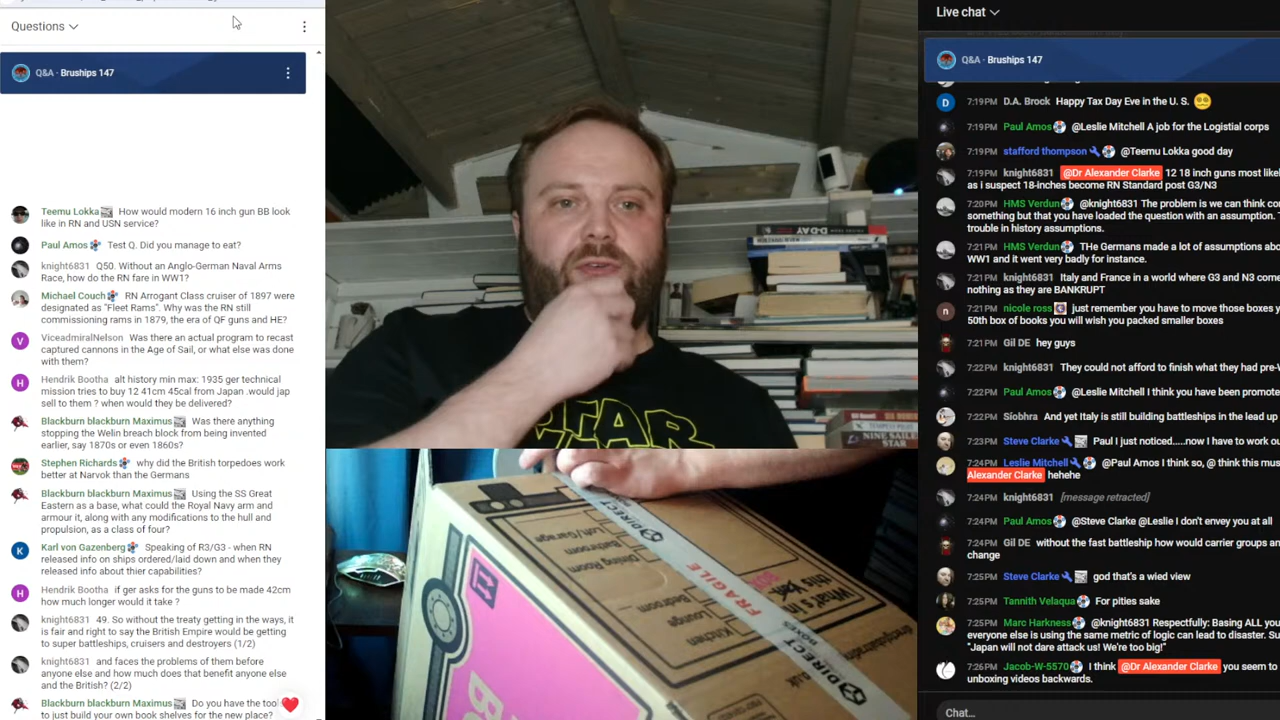 Questions
Q&A · Bruships 147
Teemu Lokka How would modern 16 inch gun BB look
like in RN and USN service?
Paul Amos Test Q. Did you manage to eat?
knight6831 Q50. Without an Anglo-German Naval Arms
Race, how do the RN fare in WW1?
Michael Couch RN Arrogant Class cruiser of 1897 were
designated as "Fleet Rams". Why was the RN still
commissioning rams in 1879, the era of QF guns and HE?
ViceadmiralNelson Was there an actual program to recast
captured cannons in the Age of Sail, or what else was done
with them?
Hendrik Bootha alt history min max: 1935 ger technical
mission tries to buy 12 41cm 45cal from Japan .would jap
sell to them ? when would they be delivered?
Blackburn blackburn Maximus Was there anything
stopping the Welin breach block from being invented
earlier, say 1870s or even 1860s?
Stephen Richards why did the British torpedoes work
better at Narvok than the Germans
Blackburn blackburn Maximus Using the SS Great
Eastern as a base, what could the Royal Navy arm and
armour it, along with any modifications to the hull and
propulsion, as a class of four?
Karl von Gazenberg Speaking of R3/G3 - when RN
released info on ships ordered/laid down and when they
released info about thier capabilities?
Hendrik Bootha if ger asks for the guns to be made 42cm
how much longer would it take ?
knight6831 49. So without the treaty getting in the ways, it
is fair and right to say the British Empire would be getting
to super battleships, cruisers and destroyers (1/2)
knight6831 and faces the problems of them before
anyone else and how much does that benefit anyone else
and the British? (2/2)
Blackburn blackburn Maximus Do you have the tool
to just build your own book shelves for the new place?
STAR
NINE SAILED
STAR
DIRECT
FRAGILE
Loft/Garage
Bathroom
Dining Room
Bedroom
Lounge
Kitchen
What's in
this
BOXES
DIRECT
Live chat
Q&A · Bruships 147
7:19PM D.A. Brock Happy Tax Day Eve in the U. S.
7:19PM Paul Amos @Leslie Mitchell A job for the Logistial corps
7:19PM stafford thompson @Teemu Lokka good day
7:19PM knight6831 @Dr Alexander Clarke 12 18 inch guns most likel
as i suspect 18-inches become RN Standard post G3/N3
7:20PM HMS Verdun @knight6831 The problem is we can think co
something but that you have loaded the question with an assumption.
trouble in history assumptions.
7:21PM HMS Verdun THe Germans made a lot of assumptions abo
WW1 and it went very badly for instance.
7:21PM knight6831 Italy and France in a world where G3 and N3 com
nothing as they are BANKRUPT
7:21PM nicole ross just remember you have to move those boxes y
50th box of books you will wish you packed smaller boxes
7:21PM Gil DE hey guys
7:22PM knight6831 They could not afford to finish what they had pre-W
7:22PM Paul Amos @Leslie Mitchell I think you have been promote
7:22PM Síobhra And yet Italy is still building battleships in the lead up
7:23PM Steve Clarke Paul I just noticed.....now I have to work ou
7:24PM Leslie Mitchell @Paul Amos I think so, @ think this mus
Alexander Clarke hehehe
7:24PM knight6831 [message retracted]
7:24PM Paul Amos @Steve Clarke @Leslie I don't envey you at all
7:24PM Gil DE without the fast battleship how would carrier groups an
change
7:25PM Steve Clarke god that's a wied view
7:25PM Tannith Velaqua For pities sake
7:25PM Marc Harkness @knight6831 Respectfully: Basing ALL you
everyone else is using the same metric of logic can lead to disaster. Su
"Japan will not dare attack us! We're too big!"
7:26PM Jacob-W-5570 I think @Dr Alexander Clarke you seem to
unboxing videos backwards.
Chat...